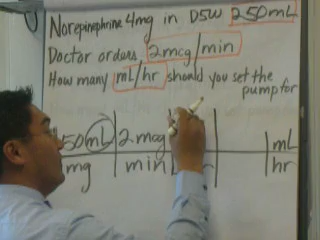 Norepinephrine 4mg in D5W 250mL
Doctor orders 2mcg/min
How many mL/hr should you set the
pump for
50mL 2mcg mL
mg min hr